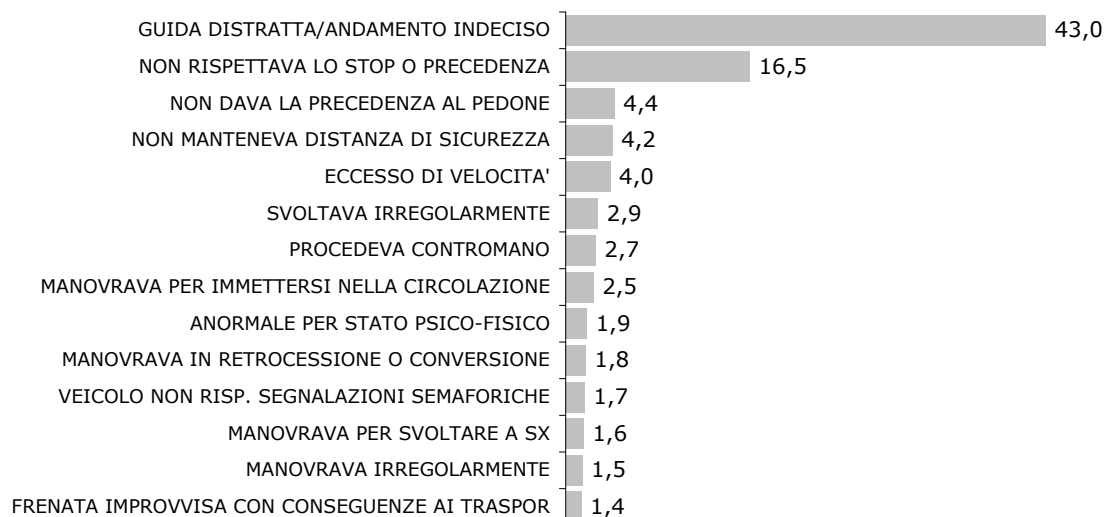 GUIDA DISTRATTA/ANDAMENTO INDECISO 43,0
NON RISPETTAVA LO STOP O PRECEDENZA 16,5
NON DAVA LA PRECEDENZA AL PEDONE 4,4
NON MANTENEVA DISTANZA DI SICUREZZA 4,2
ECCESSO DI VELOCITA' 4,0
SVOLTAVA IRREGOLARMENTE 2,9
PROCEDEVA CONTROMANO 2,7
MANOVRAVA PER IMMETTERSI NELLA CIRCOLAZIONE 2,5
ANORMALE PER STATO PSICO-FISICO 1,9
MANOVRAVA IN RETROCESSIONE O CONVERSIONE 1,8
VEICOLO NON RISP. SEGNALAZIONI SEMAFORICHE 1,7
MANOVRAVA PER SVOLTARE A SX 1,6
MANOVRAVA IRREGOLARMENTE 1,5
FRENATA IMPROVVISA CON CONSEGUENZE AI TRASPOR 1,4